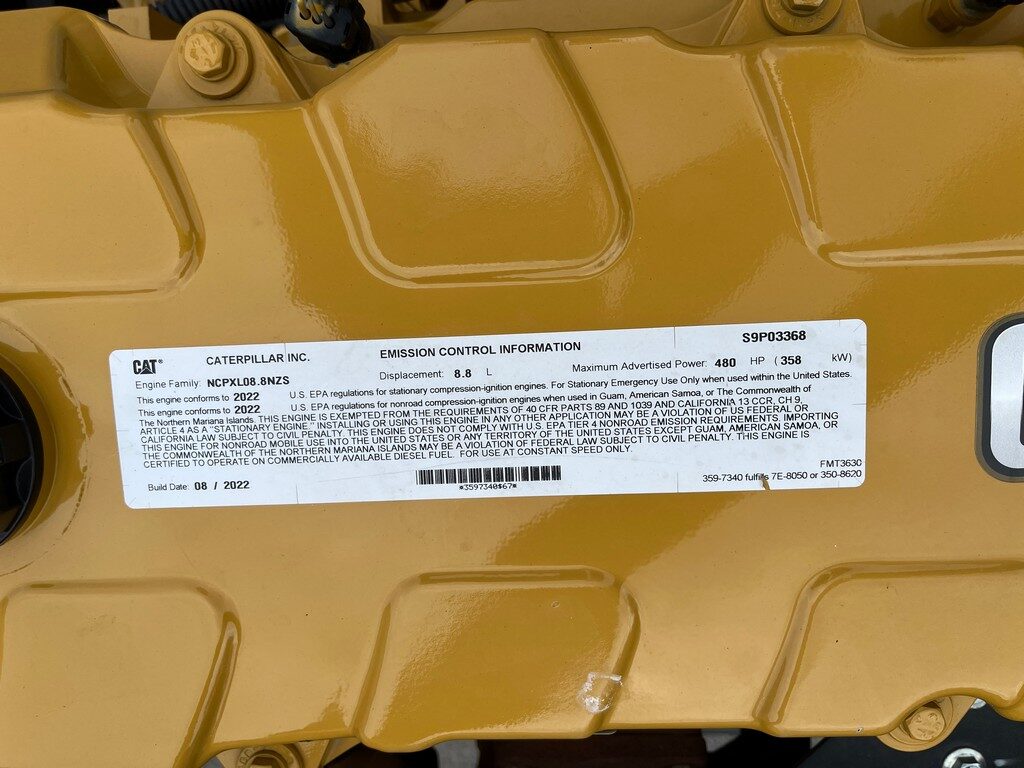 CAT® CATERPILLAR INC. EMISSION CONTROL INFORMATION S9P03368
Engine Family: NCPXL08.8NZS Displacement: 8.8 L Maximum Advertised Power: 480 HP ( 358 kW)
This engine conforms to 2022 U.S. EPA regulations for stationary compression-ignition engines. For Stationary Emergency Use Only when used within the United States.
This engine conforms to 2022 U.S. EPA regulations for nonroad compression-ignition engines when used in Guam, American Samoa, or The Commonwealth of
The Northern Mariana Islands. THIS ENGINE IS EXEMPTED FROM THE REQUIREMENTS OF 40 CFR PARTS 89 AND 1039 AND CALIFORNIA 13 CCR, CH.9,
ARTICLE 4 AS A "STATIONARY ENGINE." INSTALLING OR USING THIS ENGINE IN ANY OTHER APPLICATION MAY BE A VIOLATION OF US FEDERAL OR
CALIFORNIA LAW SUBJECT TO CIVIL PENALTY. THIS ENGINE DOES NOT COMPLY WITH U.S. EPA TIER 4 NONROAD EMISSION REQUIREMENTS. IMPORTING
THIS ENGINE FOR NONROAD MOBILE USE INTO THE UNITED STATES OR ANY TERRITORY OF THE UNITED STATES EXCEPT GUAM, AMERICAN SAMOA, OR
THE COMMONWEALTH OF THE NORTHERN MARIANA ISLANDS MAY BE A VIOLATION OF FEDERAL LAW SUBJECT TO CIVIL PENALTY. THIS ENGINE IS
CERTIFIED TO OPERATE ON COMMERCIALLY AVAILABLE DIESEL FUEL. FOR USE AT CONSTANT SPEED ONLY.
FMT3630
Build Date: 08 / 2022 *3597340$67* 359-7340 fulfills 7E-8050 or 350-8620